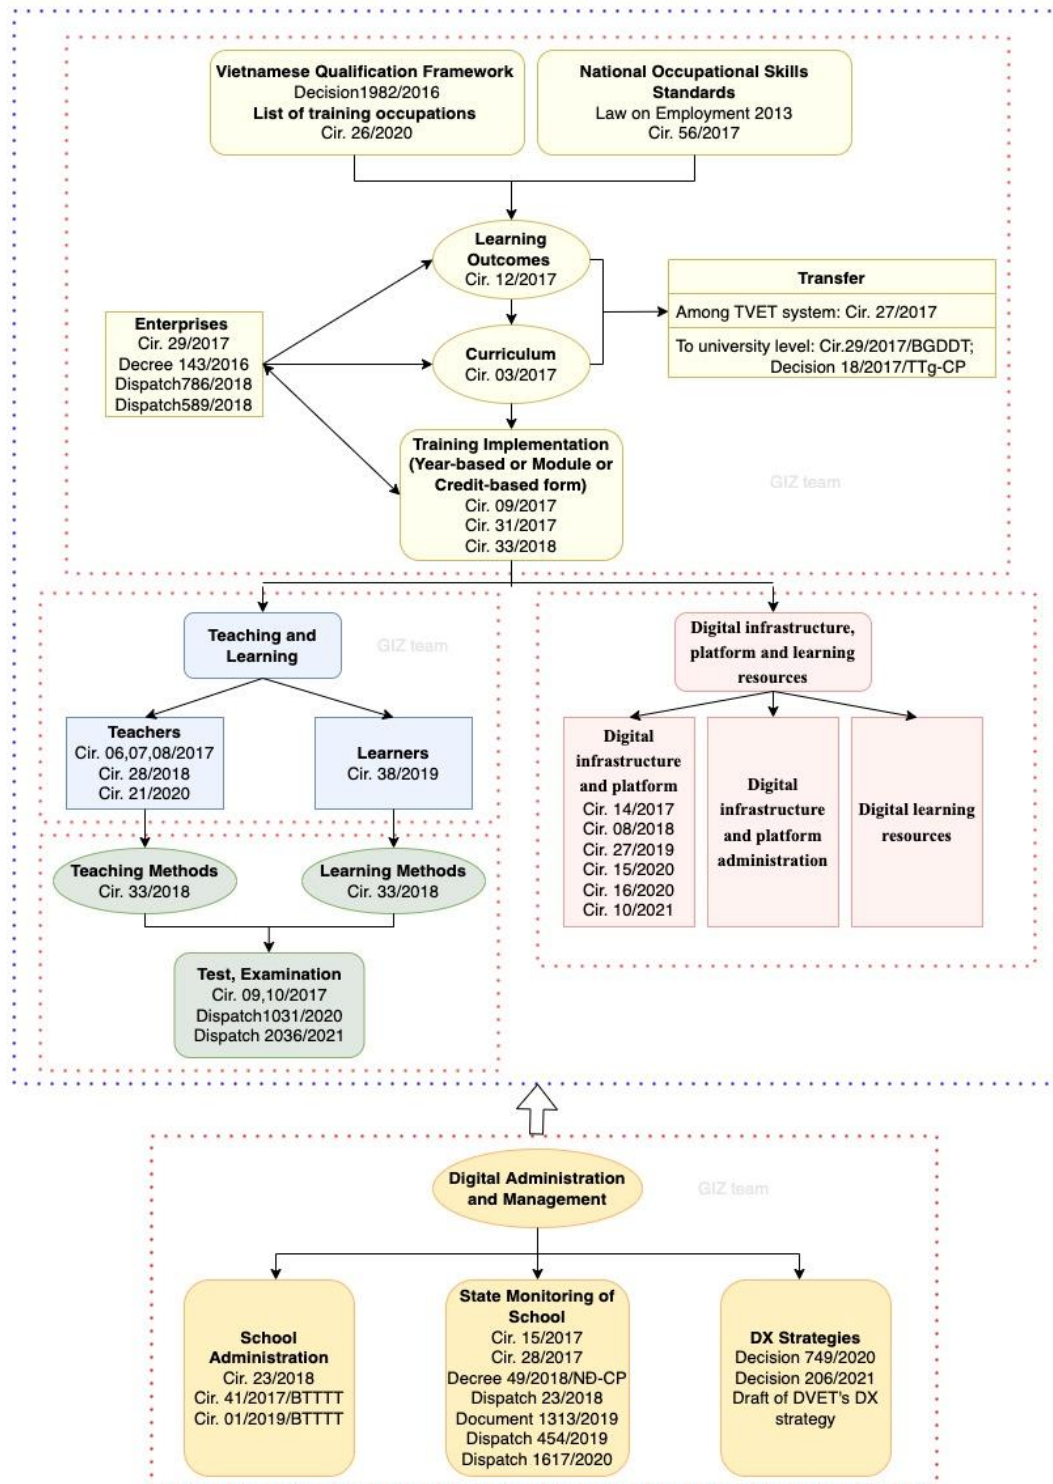 Vietnamese Qualification Framework
Decision1982/2016
List of training occupations
Cir. 26/2020
National Occupational Skills
Standards
Law on Employment 2013
Cir. 56/2017
Learning
Outcomes
Cir. 12/2017
Transfer
Among TVET system: Cir. 27/2017
To university level: Cir.29/2017/BGDDT;
Decision 18/2017/TTg-CP
Enterprises
Cir. 29/2017
Decree 143/2016
Dispatch786/2018
Dispatch589/2018
Curriculum
Cir. 03/2017
Training Implementation
(Year-based or Module or
Credit-based form)
Cir. 09/2017
Cir. 31/2017
Cir. 33/2018
GIZ team
Teaching and
Learning
GIZ team
Teachers
Cir. 06,07,08/2017
Cir. 28/2018
Cir. 21/2020
Learners
Cir. 38/2019
Teaching Methods
Cir. 33/2018
Learning Methods
Cir. 33/2018
Test, Examination
Cir. 09,10/2017
Dispatch1031/2020
Dispatch 2036/2021
Digital infrastructure,
platform and learning
resources
Digital
infrastructure
and platform
Cir. 14/2017
Cir. 08/2018
Cir. 27/2019
Cir. 15/2020
Cir. 16/2020
Cir. 10/2021
Digital
infrastructure
and platform
administration
Digital learning
resources
Digital Administration
and Management
GIZ team
School
Administration
Cir. 23/2018
Cir. 41/2017/BTTTT
Cir. 01/2019/BTTTT
State Monitoring of
School
Cir. 15/2017
Cir. 28/2017
Decree 49/2018/NĐ-CP
Dispatch 23/2018
Document 1313/2019
Dispatch 454/2019
Dispatch 1617/2020
DX Strategies
Decision 749/2020
Decision 206/2021
Draft of DVET's DX
strategy